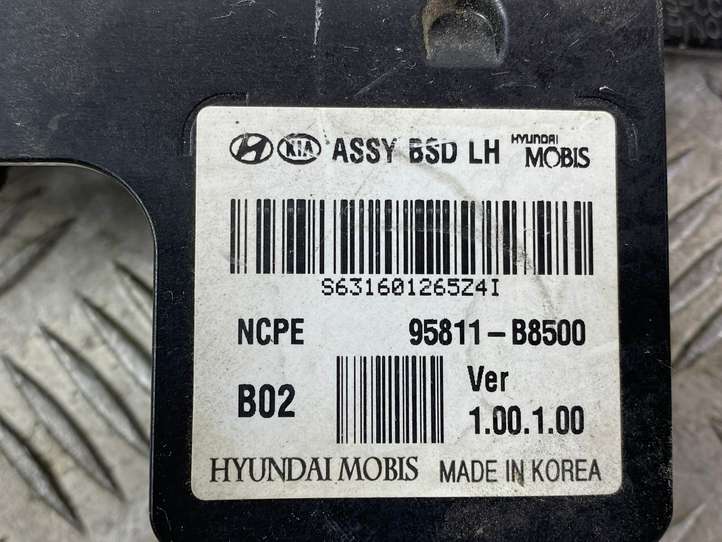 KIA ASSY BSD LH HYUNDAI MOBIS
S631601265Z4I
NCPE 95811-B8500
B02 Ver
1.00.1.00
HYUNDAI MOBIS MADE IN KOREA